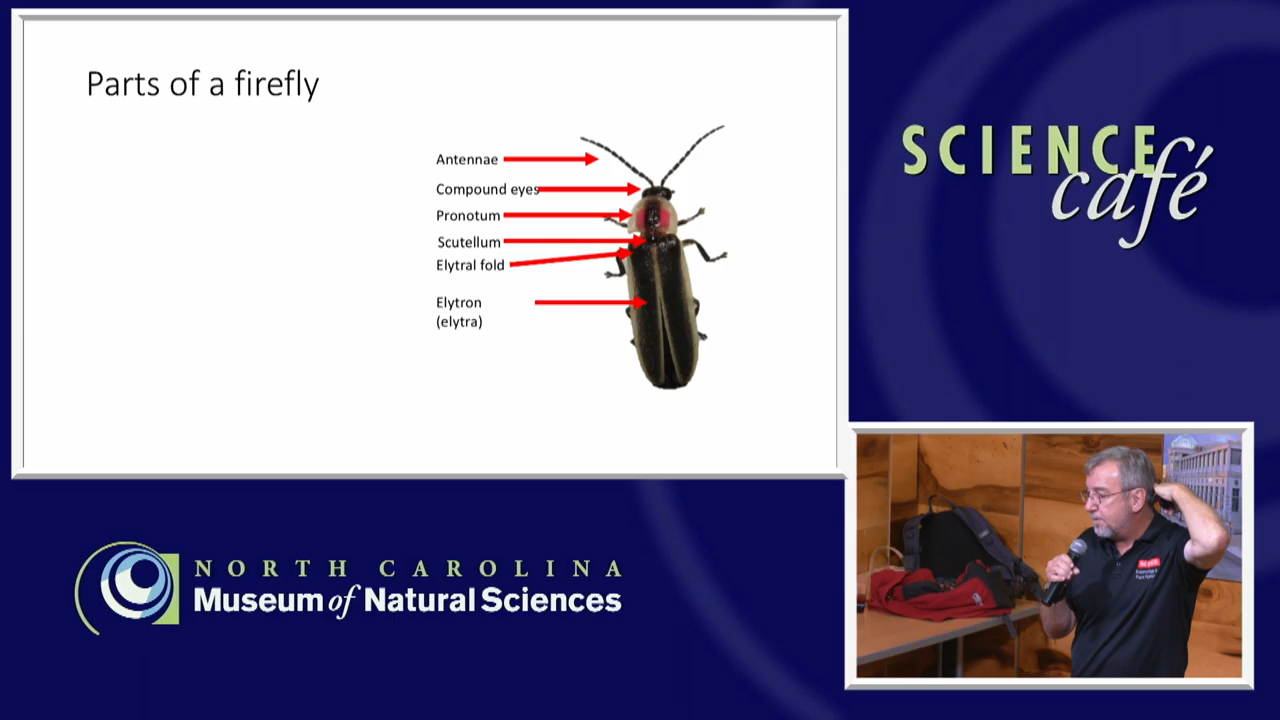 Parts of a firefly
Antennae
Compound eyes
Pronotum
Scutellum
Elytral fold
Elytron
(elytra)
SCIENCE
café
NORTH CAROLINA
Museum of Natural Sciences